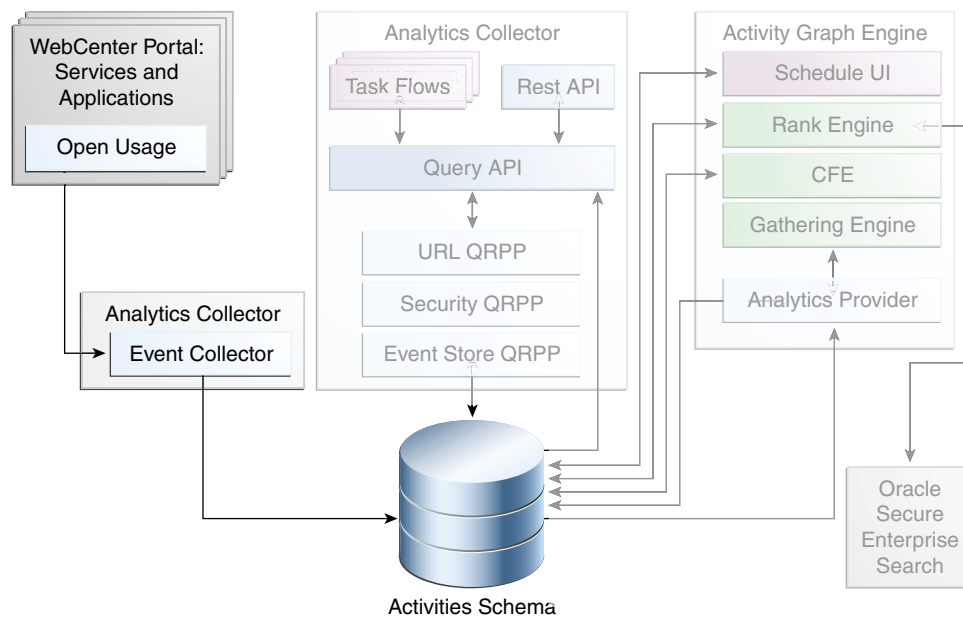 WebCenter Portal:
Services and
Applications
Open Usage
Analytics Collector
Event Collector
Analytics Collector
Task Flows
Rest API
Query API
URL QRPP
Security QRPP
Event Store QRPP
Activity Graph Engine
Schedule UI
Rank Engine
CFE
Gathering Engine
Analytics Provider
Oracle
Secure
Enterprise
Search
Activities Schema